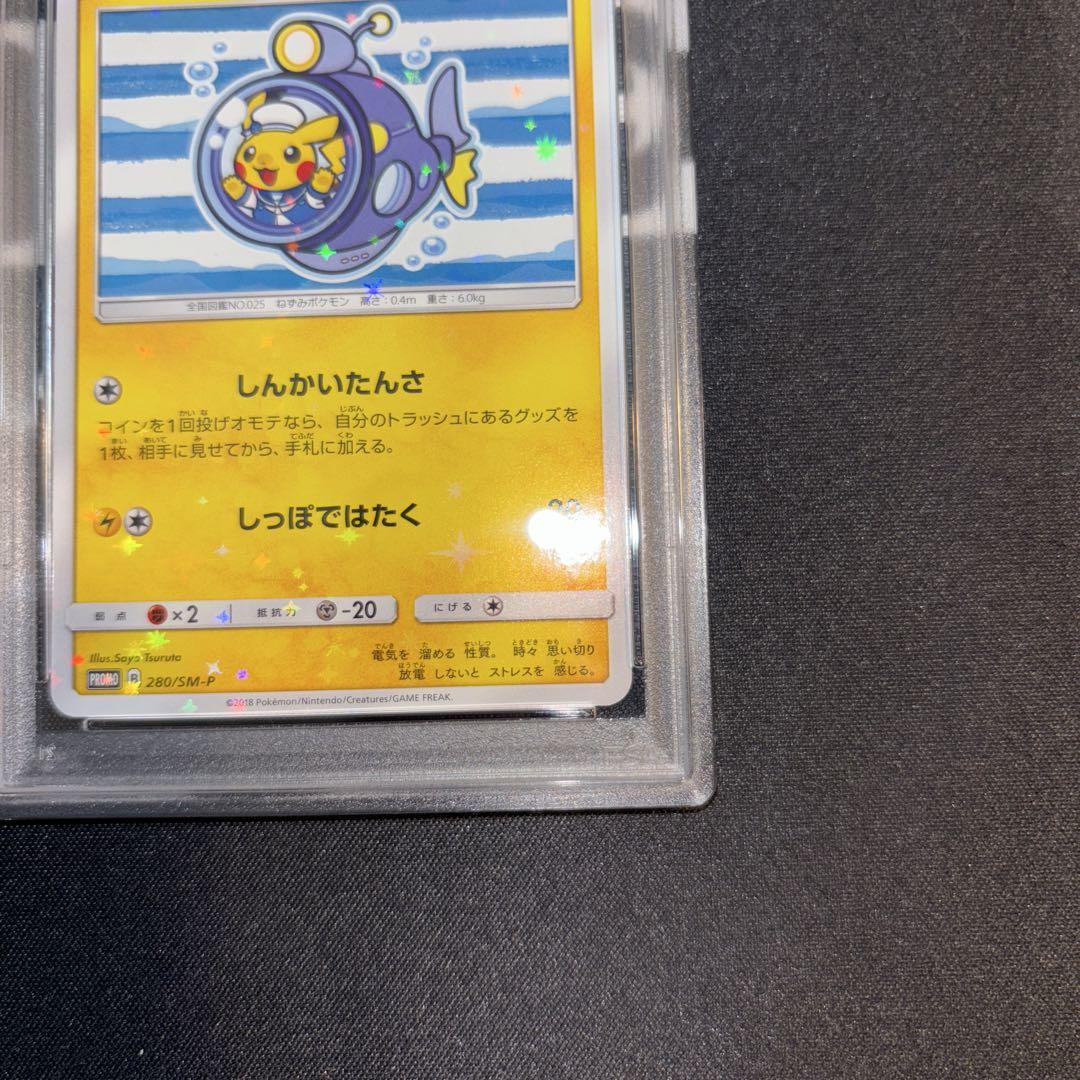 全国図鑑NO.025 ねずみポケモン 高さ:0.4m 重さ:6.0kg
しんかいたんさ
コインを1回投げオモテなら、自分のトラッシュにあるグッズを
1枚、相手に見せてから、手札に加える。
しっぽではたく
弱点 ×2 抵抗力 -20 にげる
Illus.Saya Tsuruta
電気を 溜める 性質。 時々 思い切り
放電 しないと ストレスを 感じる。
PROMO B 280/SM-P
©2018 Pokémon/Nintendo/Creatures/GAME FREAK.